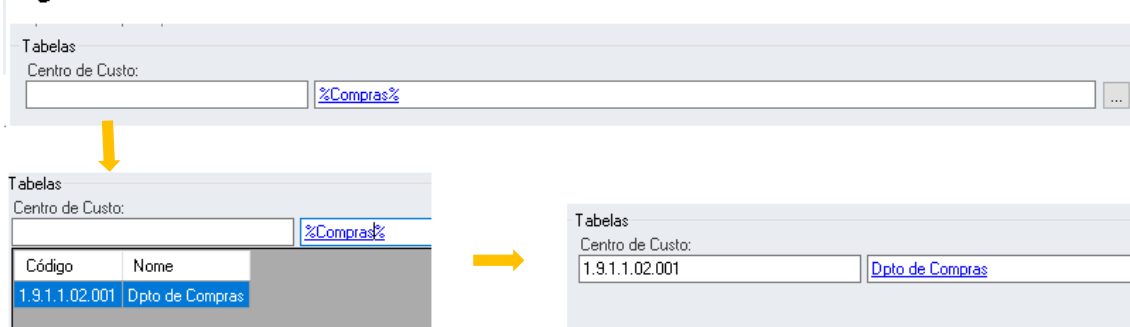 Tabelas
Centro de Custo:
%Compras%
...
Tabelas
Centro de Custo:
%Compras%
Código Nome
1.9.1.1.02.001 Dpto de Compras
Tabelas
Centro de Custo:
1.9.1.1.02.001 Dpto de Compras